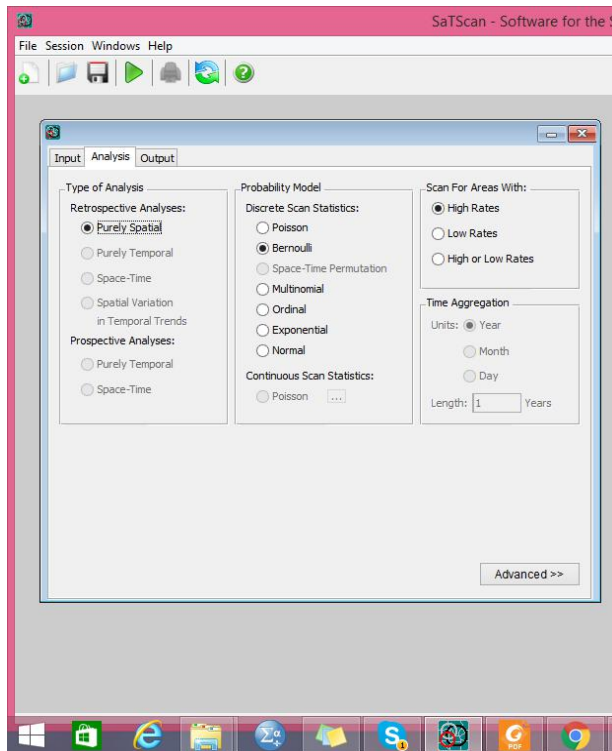 SaTScan - Software for the S
File Session Windows Help
Input Analysis Output
Type of Analysis
Retrospective Analyses:
Purely Spatial
Purely Temporal
Space-Time
Spatial Variation
in Temporal Trends
Prospective Analyses:
Purely Temporal
Space-Time
Probability Model
Discrete Scan Statistics:
Poisson
Bernoulli
Space-Time Permutation
Multinomial
Ordinal
Exponential
Normal
Continuous Scan Statistics:
Poisson ...
Scan For Areas With:
High Rates
Low Rates
High or Low Rates
Time Aggregation
Units: Year
Month
Day
Length: 1 Years
Advanced >>
Σα
S 1
PDF